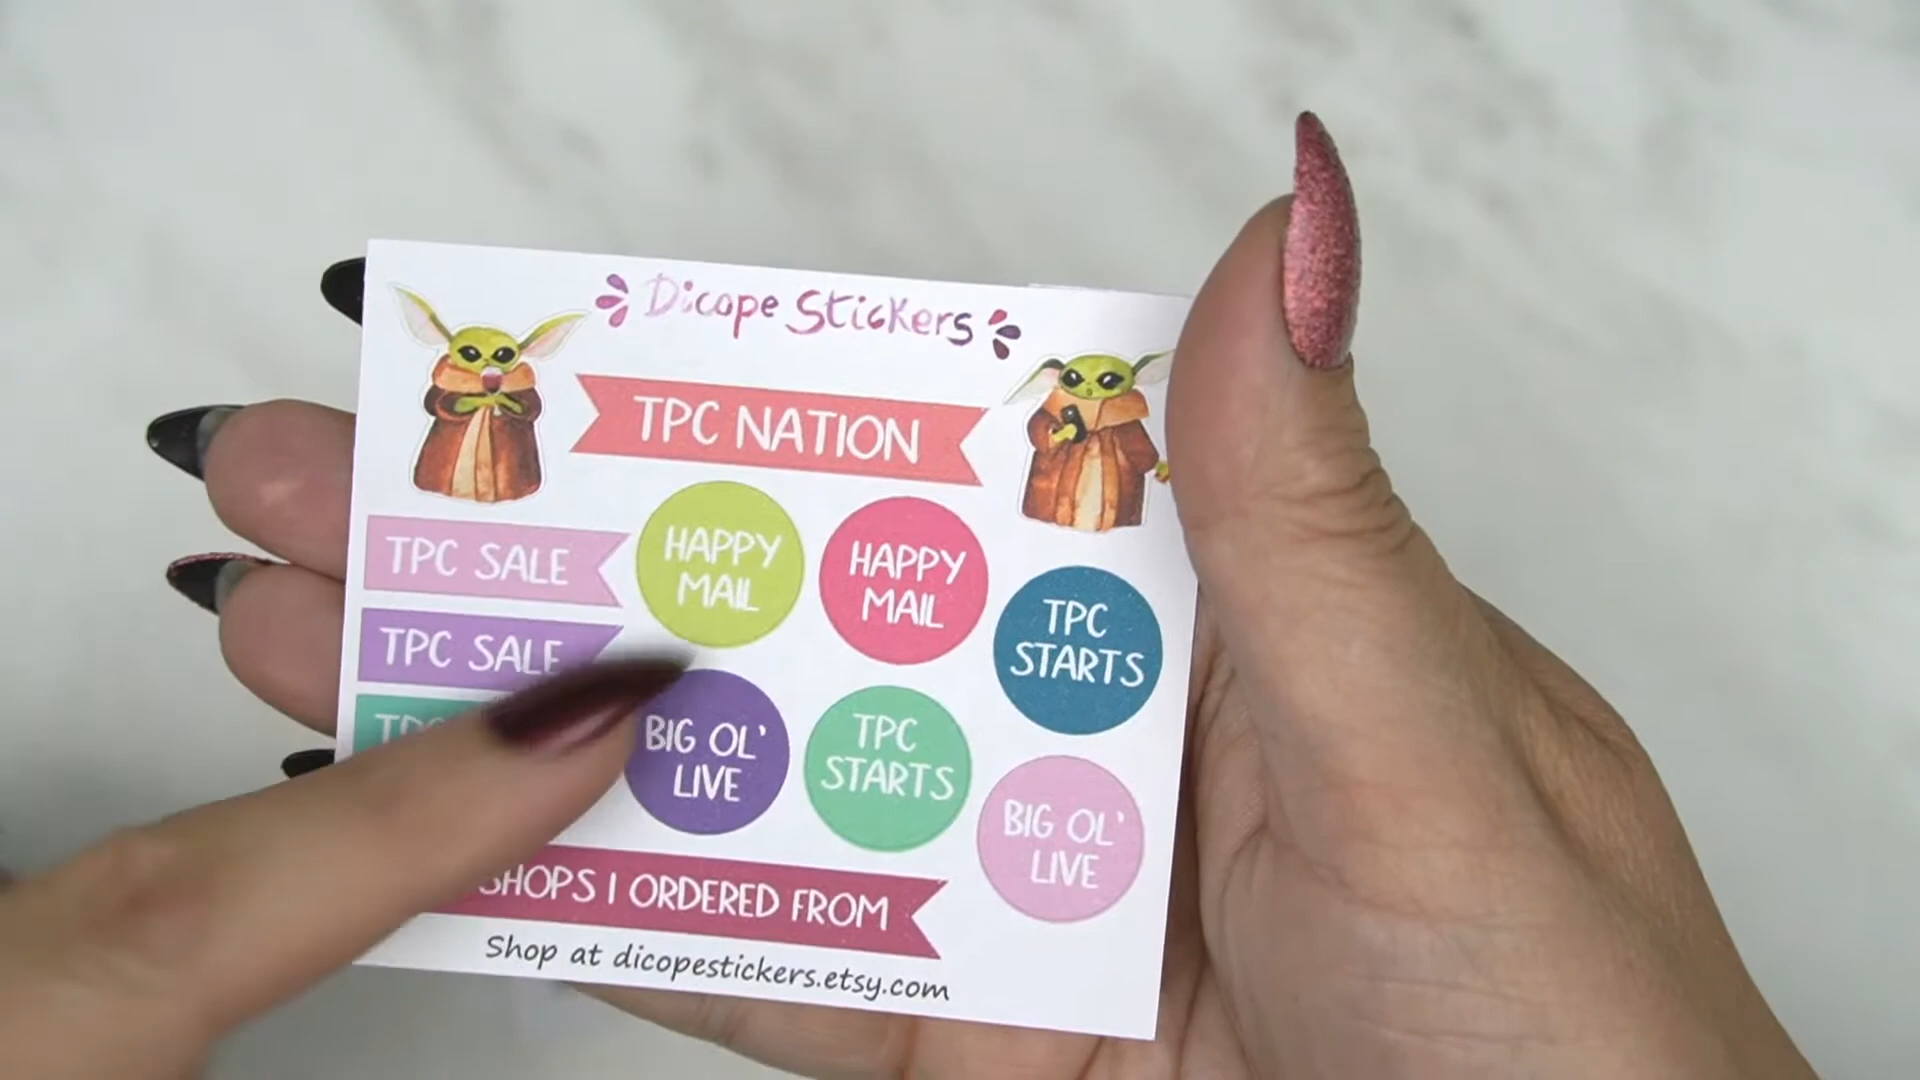 Dicope Stickers
TPC NATION
TPC SALE
HAPPY
MAIL
HAPPY
MAIL
TPC
STARTS
TPC SALE
BIG OL'
LIVE
TPC
STARTS
BIG OL'
LIVE
SHOPS I ORDERED FROM
Shop at dicopestickers.etsy.com